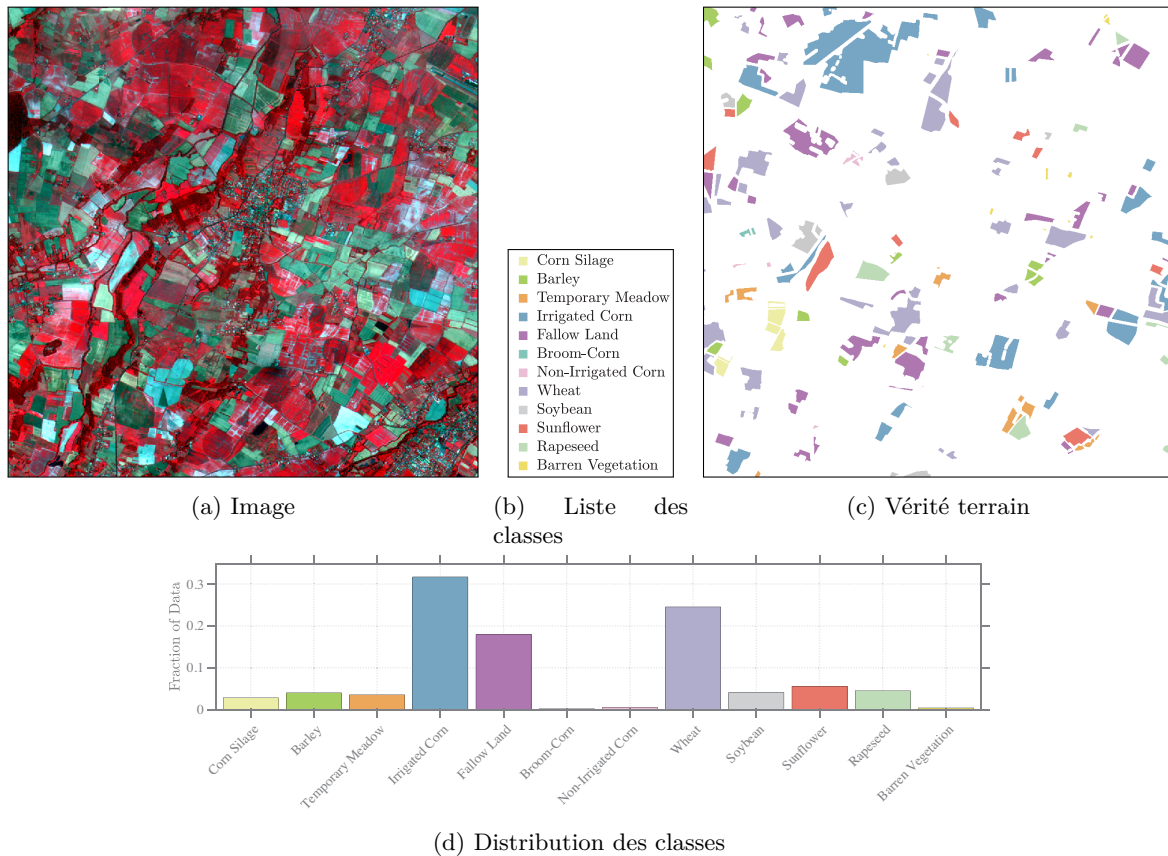 Corn Silage
Barley
Temporary Meadow
Irrigated Corn
Fallow Land
Broom-Corn
Non-Irrigated Corn
Wheat
Soybean
Sunflower
Rapeseed
Barren Vegetation
(a) Image
(b) Liste des
classes
(c) Vérité terrain
Fraction of Data
0.3
0.2
0.1
0
Corn Silage
Barley
Temporary Meadow
Irrigated Corn
Fallow Land
Broom-Corn
Non-Irrigated Corn
Wheat
Soybean
Sunflower
Rapeseed
Barren Vegetation
(d) Distribution des classes